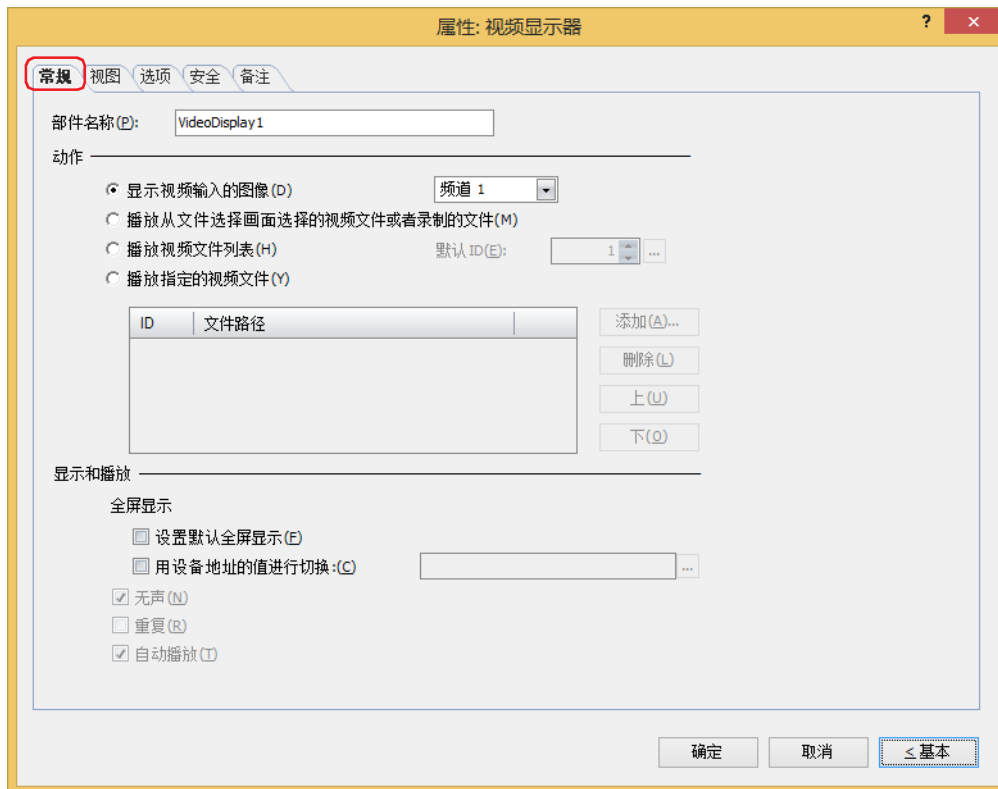 属性: 视频显示器 ? ×
常规 视图 选项 安全 备注
部件名称(P): VideoDisplay1
动作
显示视频输入的图像(D) 频道 1
播放从文件选择画面选择的视频文件或者录制的文件(M)
播放视频文件列表(H) 默认 ID(E): 1 ...
播放指定的视频文件(Y)
ID 文件路径 添加(A)...
删除(L)
上(U)
下(O)
显示和播放
全屏显示
设置默认全屏显示(F)
用设备地址的值进行切换:(C) ...
无声(N)
重复(R)
自动播放(T)
确定 取消 ≤基本